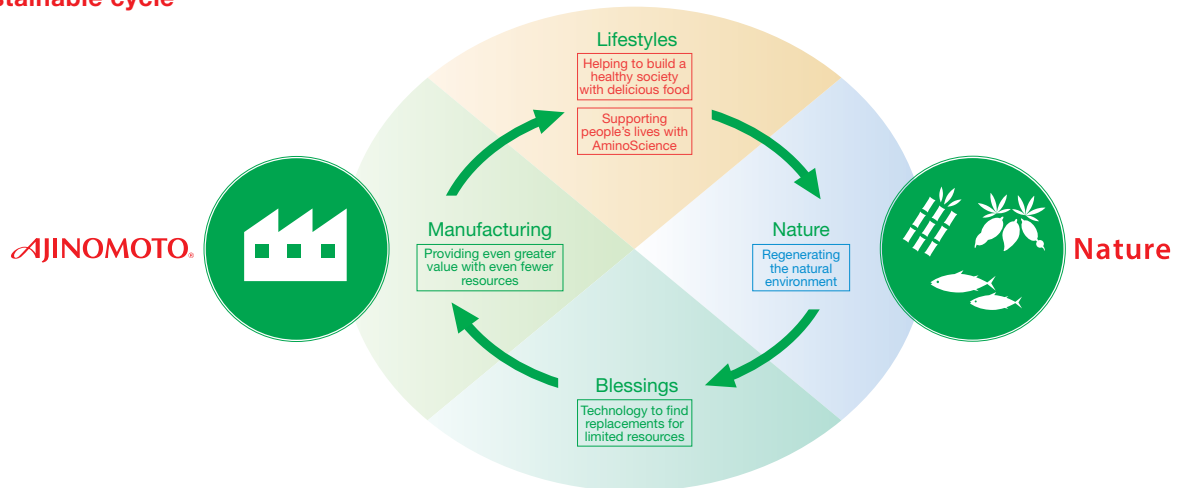 stainable cycle
Lifestyles
Helping to build a
healthy society
with delicious food
Supporting
people's lives with
AminoScience
AJINOMOTO®
Manufacturing
Providing even greater
value with even fewer
resources
Nature
Regenerating
the natural
environment
Nature
Blessings
Technology to find
replacements for
limited resources